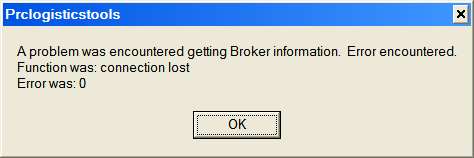 Prclogisticstools
A problem was encountered getting Broker information.  Error encountered.
Function was: connection lost
Error was: 0
OK